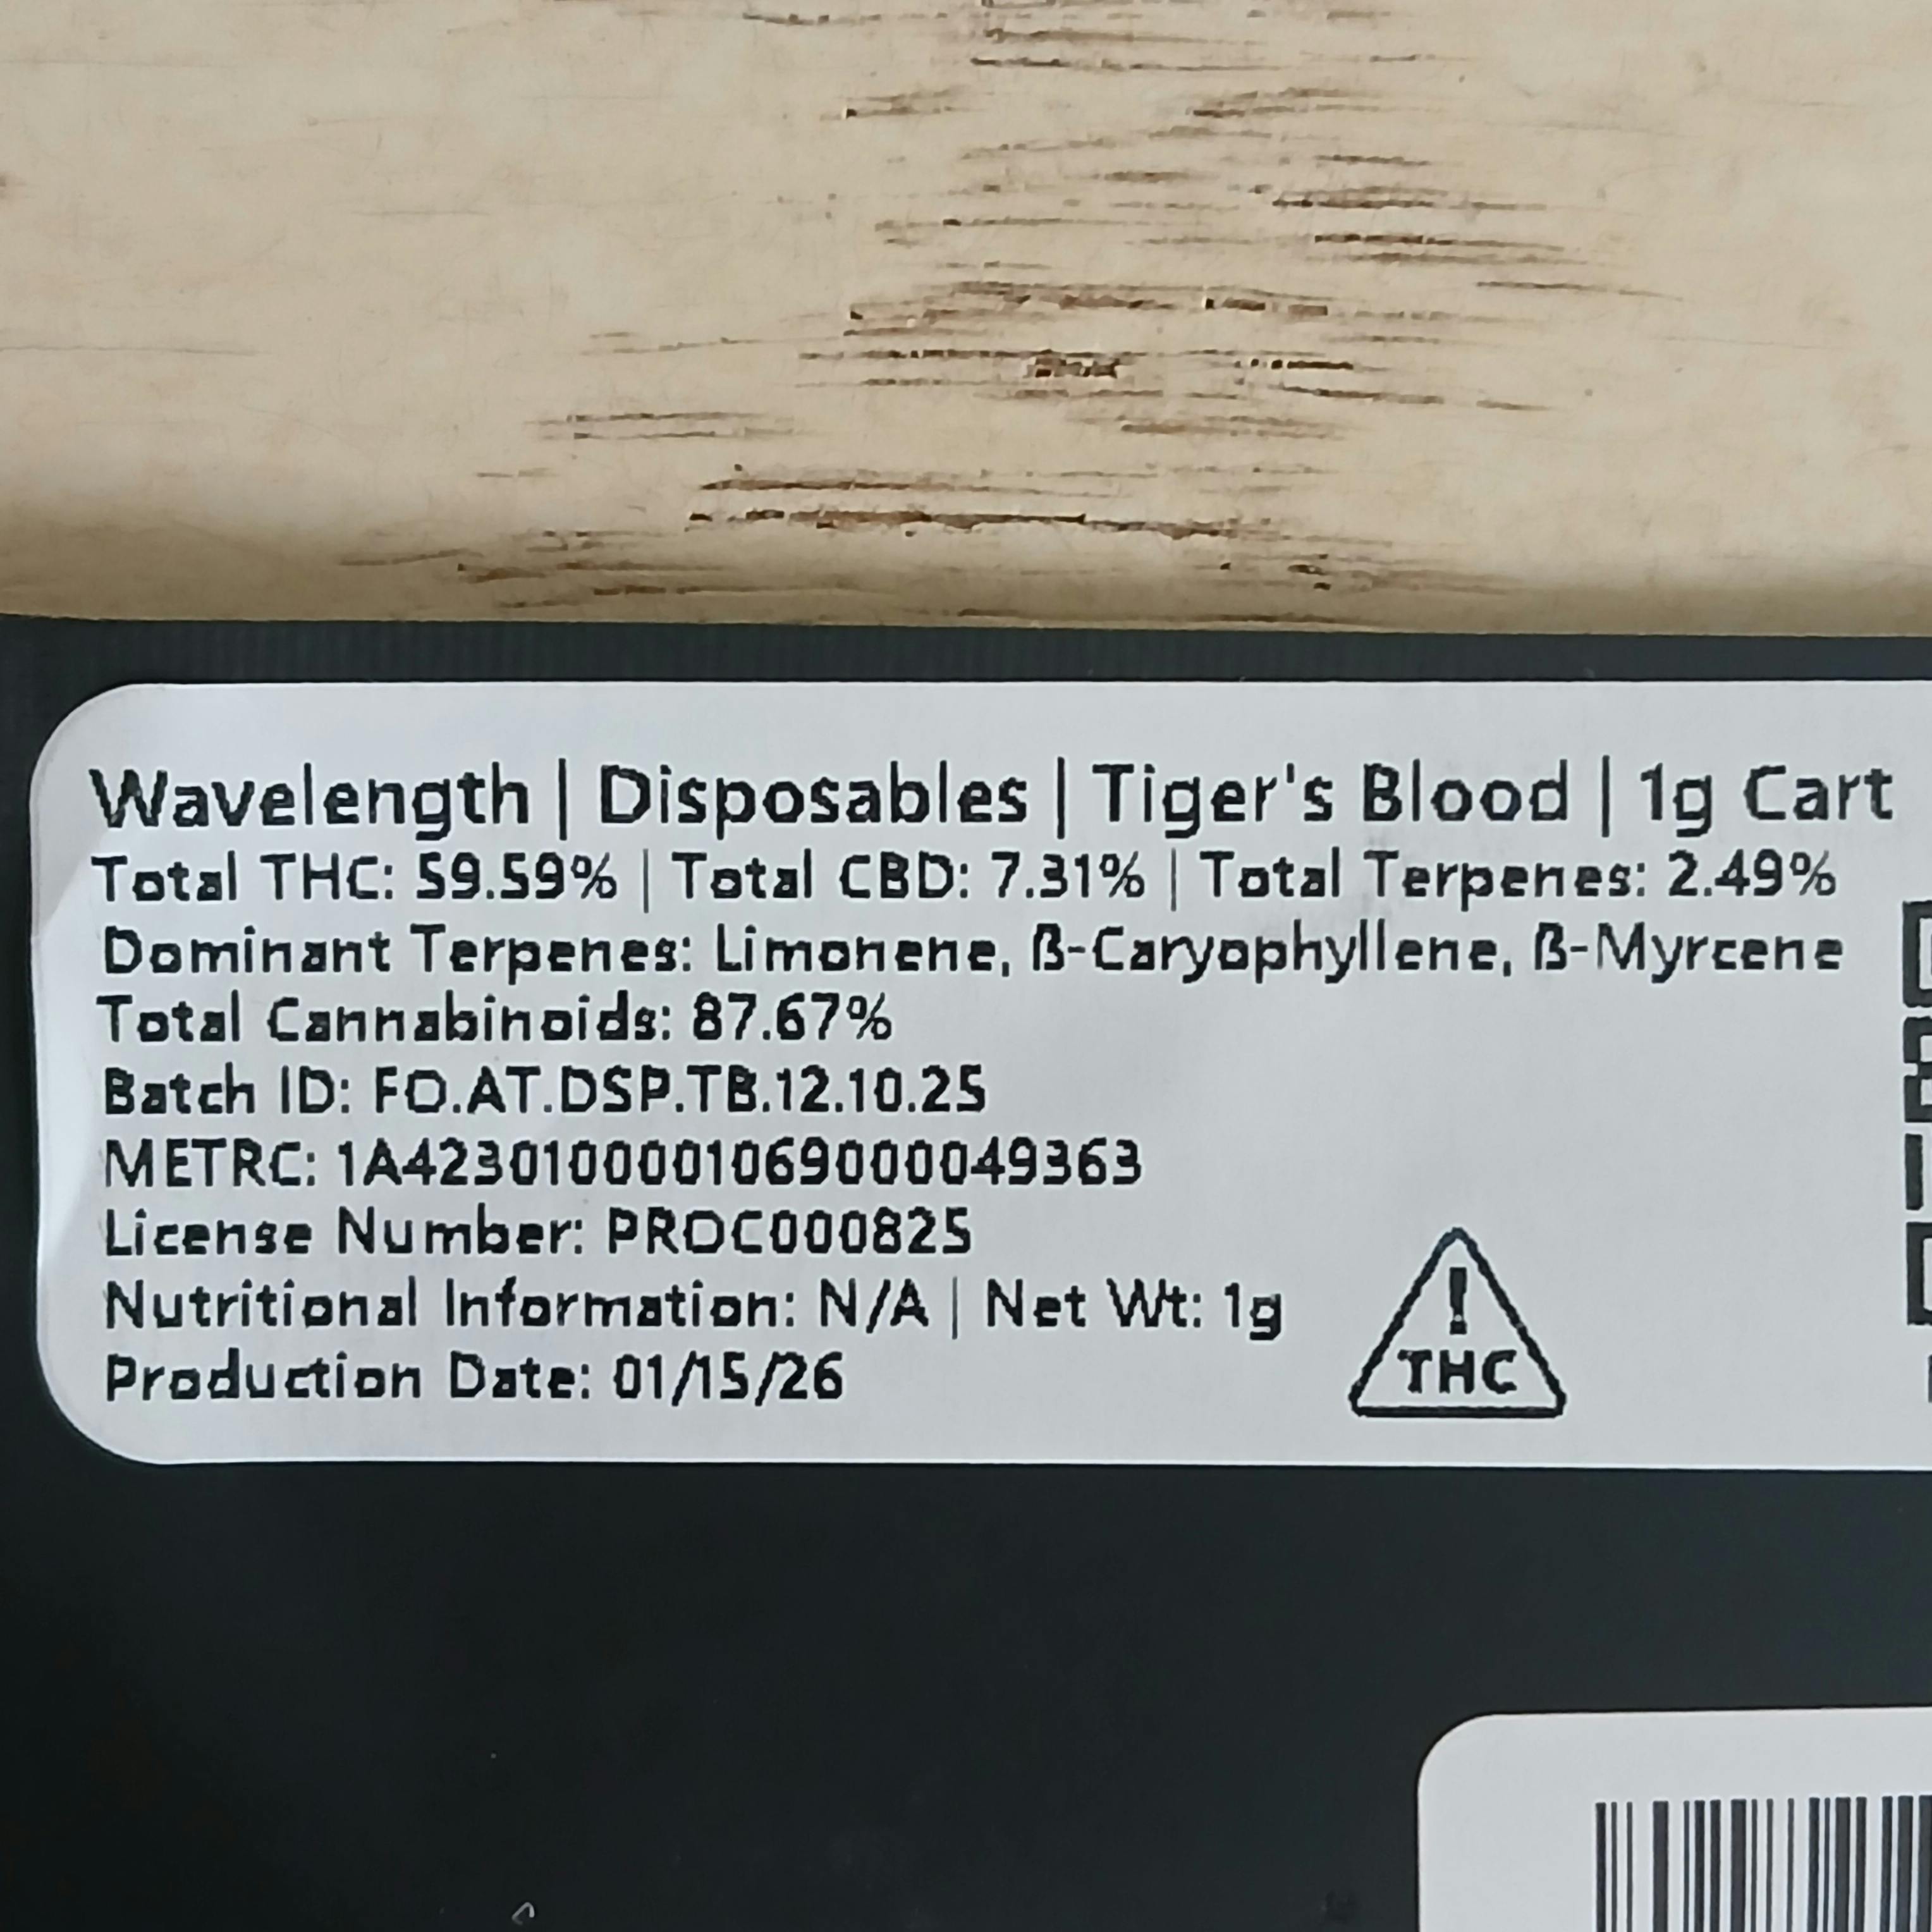 Wavelength | Disposables | Tiger's Blood | 1g Cart
Total THC: 59.59% | Total CBD: 7.31% | Total Terpenes: 2.49%
Dominant Terpenes: Limonene, ß-Caryophyllene, ß-Myrcene
Total Cannabinoids: 87.67%
Batch ID: FO.AT.DSP.TB.12.10.25
METRC: 1A4230100001069000049363
License Number: PROC000825
Nutritional Information: N/A | Net Wt: 1g
Production Date: 01/15/26
!
THC